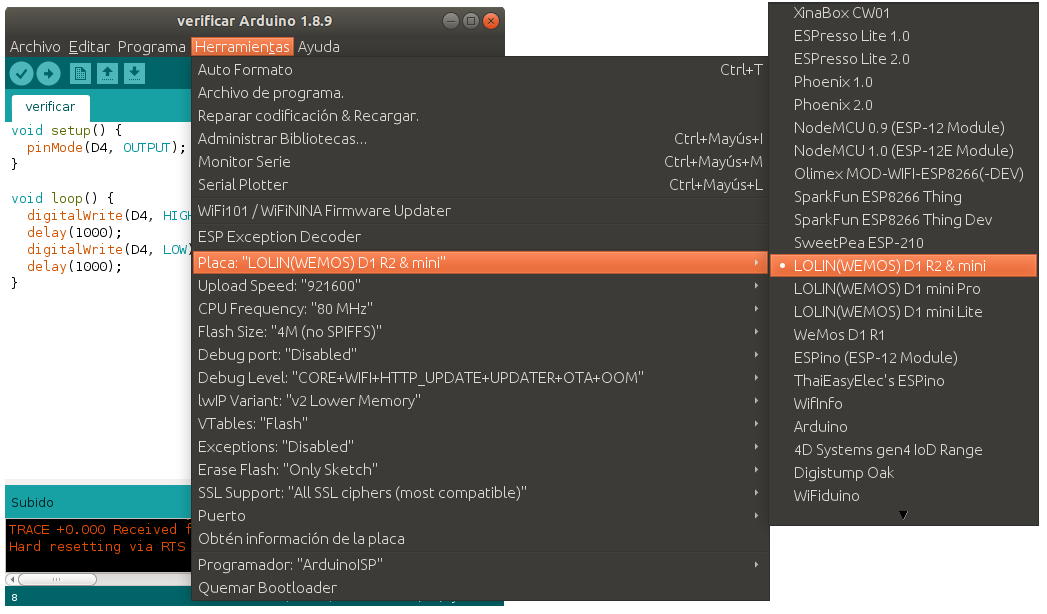 verificar Arduino 1.8.9
Archivo Editar Programa Herramientas Ayuda
verificar
void setup() {
pinMode(D4, OUTPUT);
}
void loop() {
digitalWrite(D4, HIGH
delay(1000);
digitalWrite(D4, LOW)
delay(1000);
}
Subido
TRACE +0.000 Received f
Hard resetting via RTS
8
Auto Formato Ctrl+T
Archivo de programa.
Reparar codificación & Recargar.
Administrar Bibliotecas... Ctrl+Mayús+I
Monitor Serie Ctrl+Mayús+M
Serial Plotter Ctrl+Mayús+L
WiFi101 / WiFiNINA Firmware Updater
ESP Exception Decoder
Placa: "LOLIN(WEMOS) D1 R2 & mini"
Upload Speed: "921600"
CPU Frequency: "80 MHz"
Flash Size: "4M (no SPIFFS)"
Debug port: "Disabled"
Debug Level: "CORE+WIFI+HTTP_UPDATE+UPDATER+OTA+OOM"
lwIP Variant: "v2 Lower Memory"
VTables: "Flash"
Exceptions: "Disabled"
Erase Flash: "Only Sketch"
SSL Support: "All SSL ciphers (most compatible)"
Puerto
Obtén información de la placa
Programador: "ArduinoISP"
Quemar Bootloader
XinaBox CW01
ESPresso Lite 1.0
ESPresso Lite 2.0
Phoenix 1.0
Phoenix 2.0
NodeMCU 0.9 (ESP-12 Module)
NodeMCU 1.0 (ESP-12E Module)
Olimex MOD-WIFI-ESP8266(-DEV)
SparkFun ESP8266 Thing
SparkFun ESP8266 Thing Dev
SweetPea ESP-210
LOLIN(WEMOS) D1 R2 & mini
LOLIN(WEMOS) D1 mini Pro
LOLIN(WEMOS) D1 mini Lite
WeMos D1 R1
ESPino (ESP-12 Module)
ThaiEasyElec's ESPino
WifInfo
Arduino
4D Systems gen4 IoD Range
Digistump Oak
WiFiduino